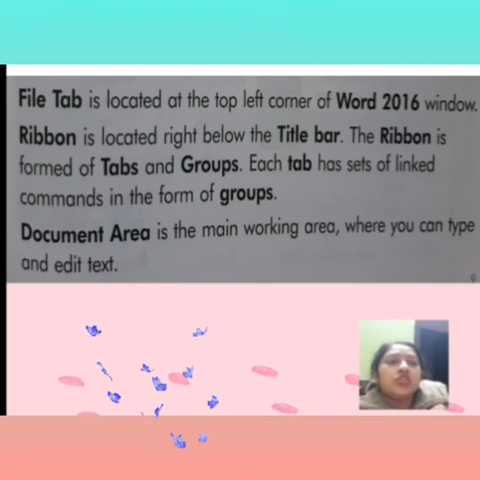 File Tab is located at the top left corner of Word 2016 window.
Ribbon is located right below the Title bar. The Ribbon is
formed of Tabs and Groups. Each tab has sets of linked
commands in the form of groups.
Document Area is the main working area, where you can type
and edit text.